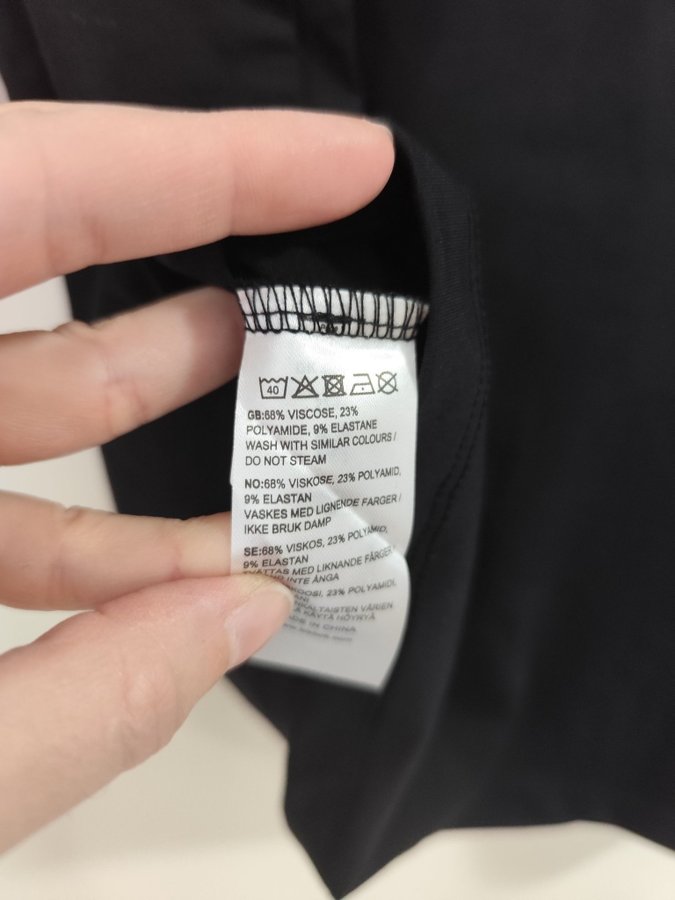 40
GB:68% VISCOSE, 23%
POLYAMIDE, 9% ELASTANE
WASH WITH SIMILAR COLOURS /
DO NOT STEAM
NO:68% VISKOSE, 23% POLYAMID,
9% ELASTAN
VASKES MED LIGNENDE FARGER /
IKKE BRUK DAMP
SE:68% VISKOS, 23% POLYAMID,
9% ELASTAN
TVÄTTAS MED LIKNANDE FÄRGER
INTE ÅNGA
23% POLYAMIDI,
VÄRIEN
KÄYTÄ HÖYRYÄ
IN CHINA